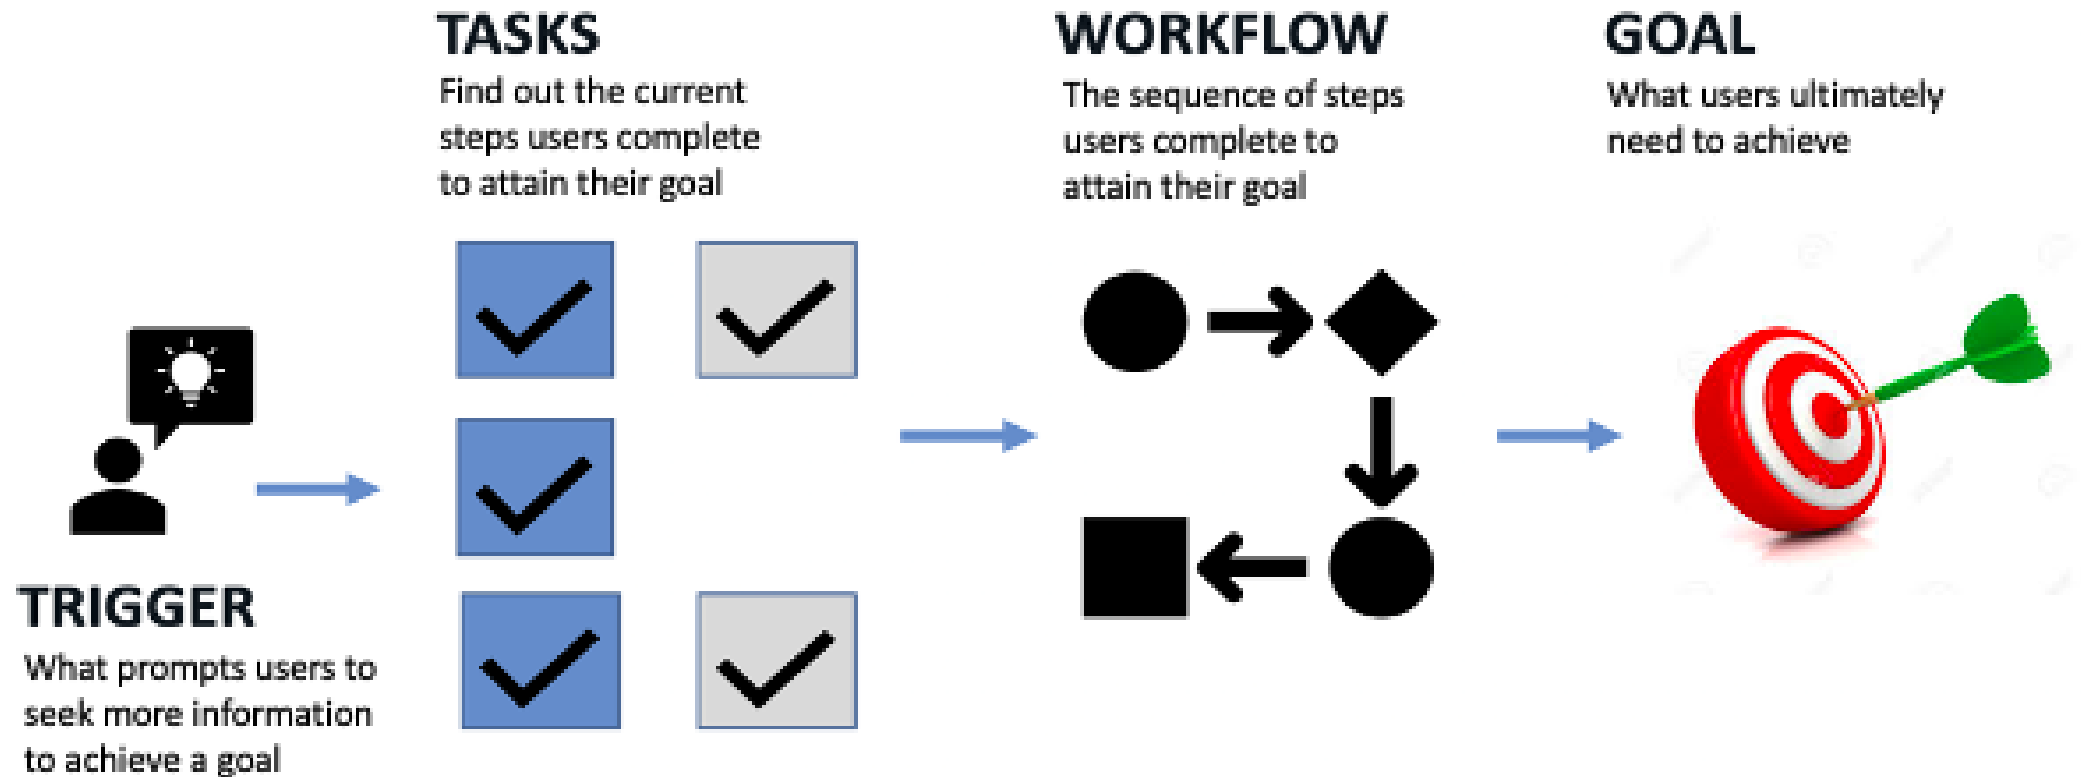 TASKS
Find out the current
steps users complete
to attain their goal
WORKFLOW
The sequence of steps
users complete to
attain their goal
GOAL
What users ultimately
need to achieve
TRIGGER
What prompts users to
seek more information
to achieve a goal